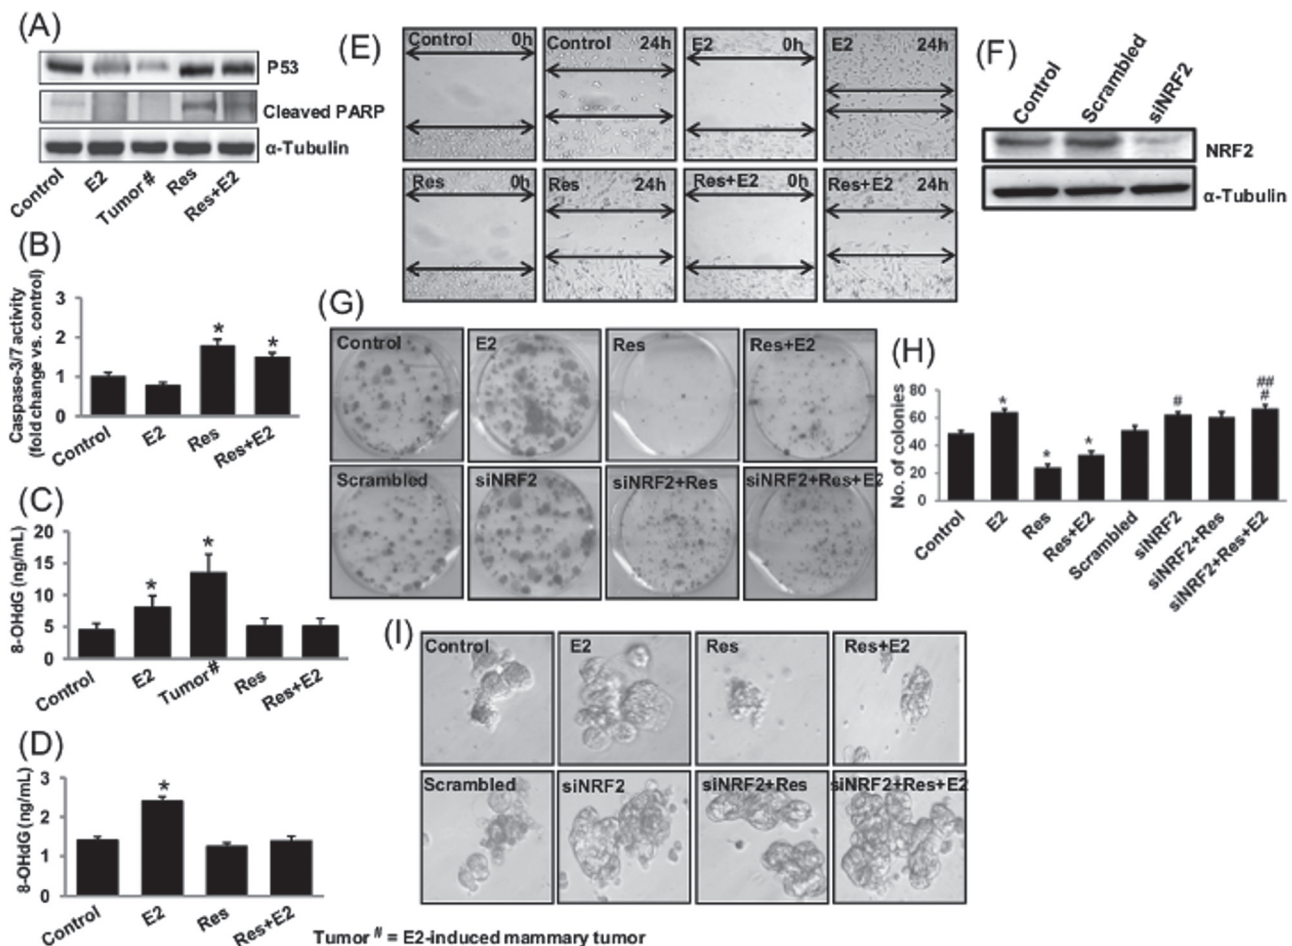 (A)
P53
Cleaved PARP
α-Tubulin
Control
E2
Tumor#
Res
Res+E2
(B)
Caspase-3/7 activity
(fold change vs. control)
3
2
1
0
*
*
Control
E2
Res
Res+E2
(C)
8-OHdG (ng/mL)
20
15
10
5
0
*
*
Control
E2
Tumor#
Res
Res+E2
(D)
8-OHdG (ng/mL)
3
2
1
0
*
Control
E2
Res
Res+E2
(E)
Control 0h
Control 24h
E2 0h
E2 24h
Res 0h
Res 24h
Res+E2 0h
Res+E2 24h
(F)
Control
Scrambled
siNRF2
NRF2
α-Tubulin
(G)
Control
E2
Res
Res+E2
Scrambled
siNRF2
siNRF2+Res
siNRF2+Res+E2
(H)
No. of colonies
80
60
40
20
0
*
*
*
#
##
#
Control
E2
Res
Res+E2
Scrambled
siNRF2
siNRF2+Res
siNRF2+Res+E2
(I)
Control
E2
Res
Res+E2
Scrambled
siNRF2
siNRF2+Res
siNRF2+Res+E2
Tumor # = E2-induced mammary tumor